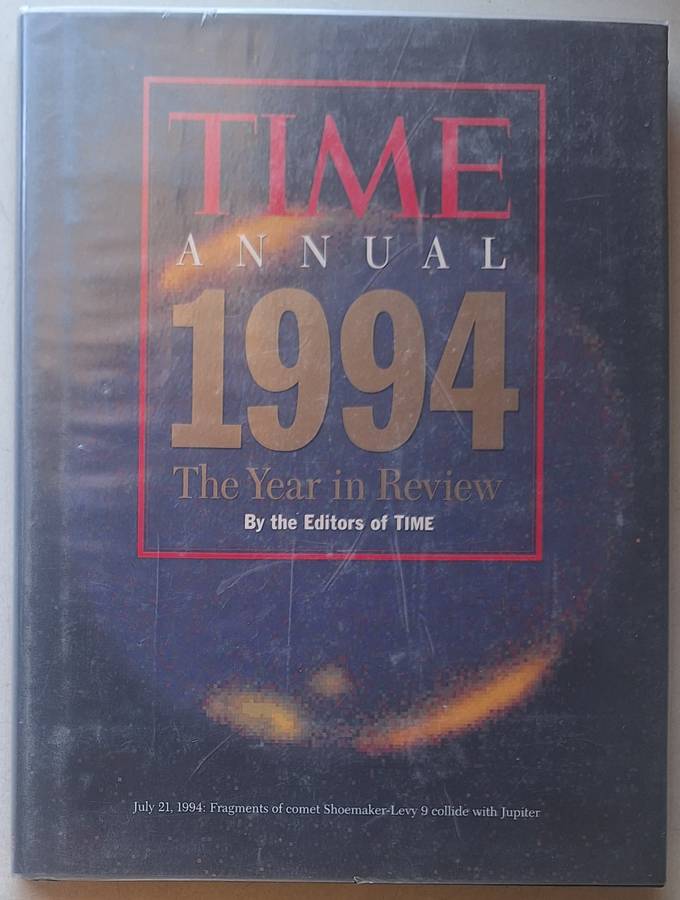 TIME
ANNUAL
1994
The Year in Review
By the Editors of TIME
July 21, 1994: Fragments of comet Shoemaker-Levy 9 collide with Jupiter